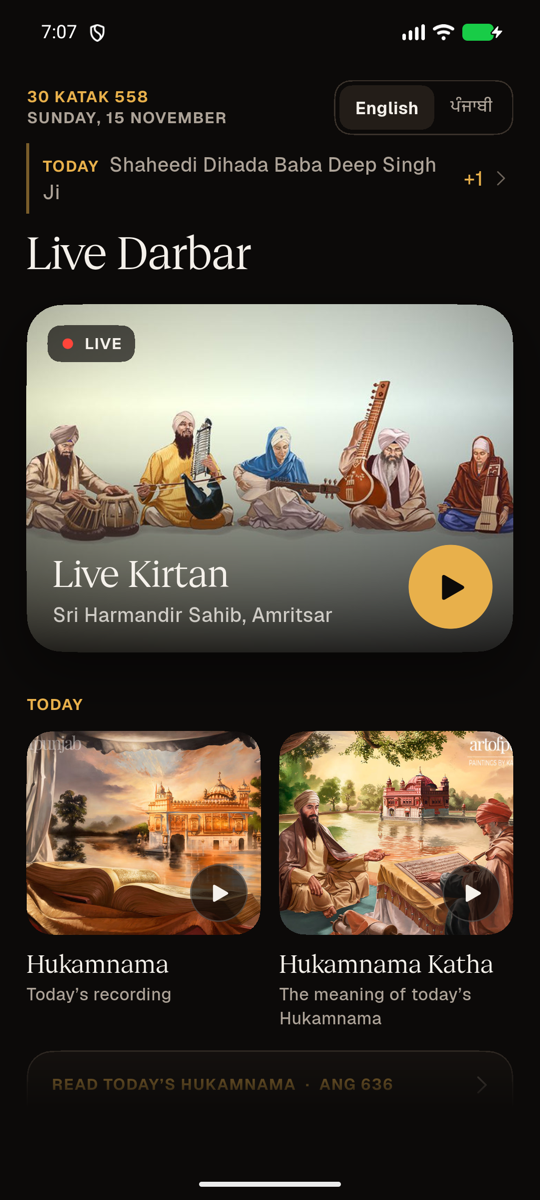 7:07
30 KATAK 558
SUNDAY, 15 NOVEMBER
English
ਪੰਜਾਬੀ
TODAY Shaheedi Dihada Baba Deep Singh
Ji
+1
Live Darbar
LIVE
Live Kirtan
Sri Harmandir Sahib, Amritsar
TODAY
Hukamnama
Today’s recording
Hukamnama Katha
The meaning of today’s
Hukamnama
READ TODAY’S HUKAMNAMA · ANG 636